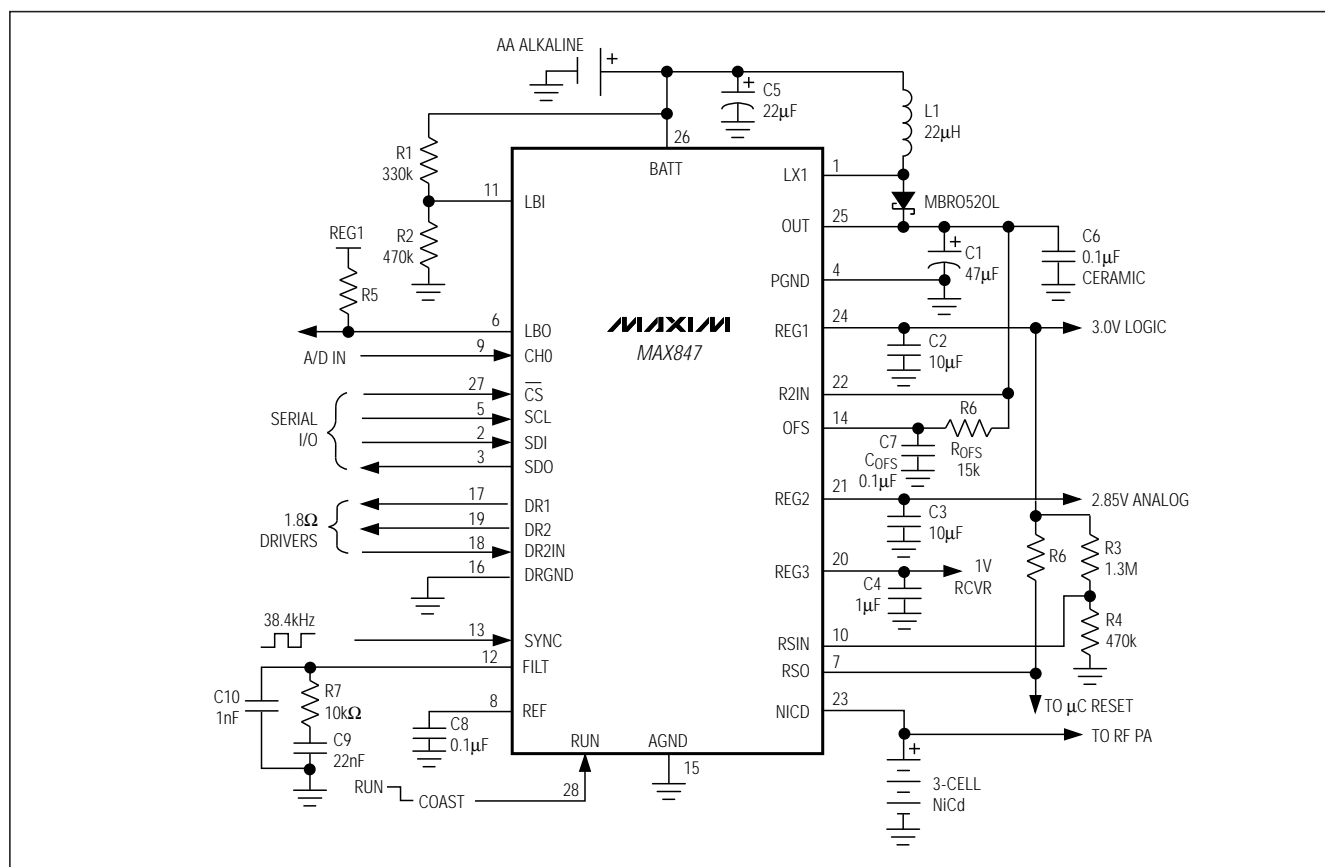 AA ALKALINE
+
+
C5
22µF
L1
22µH
26
BATT
R1
330k
11
LBI
LX1
1
MBRO52OL
REG1
R2
470k
OUT
25
+
C1
47µF
C6
0.1µF
CERAMIC
R5
PGND
4
6
LBO
MAXIM
MAX847
REG1
24
3.0V LOGIC
A/D IN
9
CH0
C2
10µF
27
CS
R2IN
22
SERIAL
I/O
5
SCL
OFS
14
R6
ROFS
15k
2
SDI
C7
COFS
0.1µF
3
SDO
17
DR1
REG2
21
2.85V ANALOG
1.8Ω
DRIVERS
19
DR2
C3
10µF
18
DR2IN
R6
R3
1.3M
16
DRGND
REG3
20
1V
RCVR
C4
1µF
38.4kHz
13
SYNC
RSIN
10
R4
470k
12
FILT
RSO
7
C10
1nF
R7
10kΩ
TO µC RESET
8
REF
NICD
23
C9
22nF
C8
0.1µF
TO RF PA
RUN
AGND
15
+
3-CELL
NiCd
RUN
COAST
28